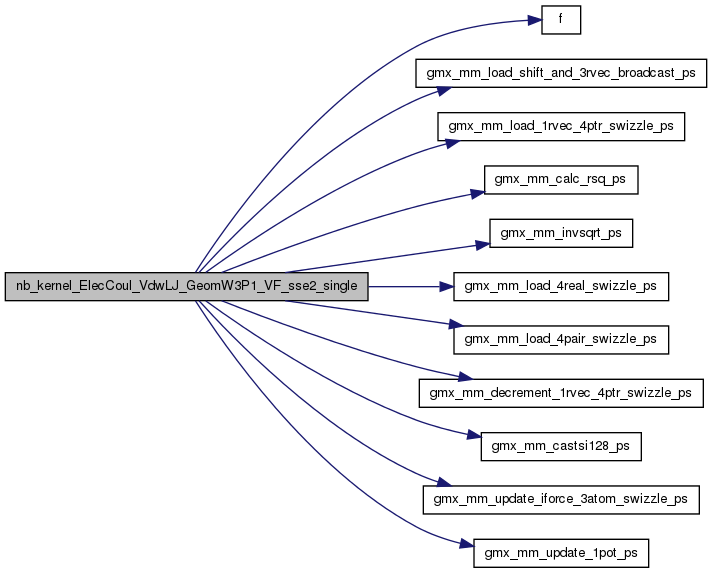 f
gmx_mm_load_shift_and_3rvec_broadcast_ps
gmx_mm_load_1rvec_4ptr_swizzle_ps
gmx_mm_calc_rsq_ps
gmx_mm_invsqrt_ps
nb_kernel_ElecCoul_VdwLJ_GeomW3P1_VF_sse2_single
gmx_mm_load_4real_swizzle_ps
gmx_mm_load_4pair_swizzle_ps
gmx_mm_decrement_1rvec_4ptr_swizzle_ps
gmx_mm_castsi128_ps
gmx_mm_update_iforce_3atom_swizzle_ps
gmx_mm_update_1pot_ps